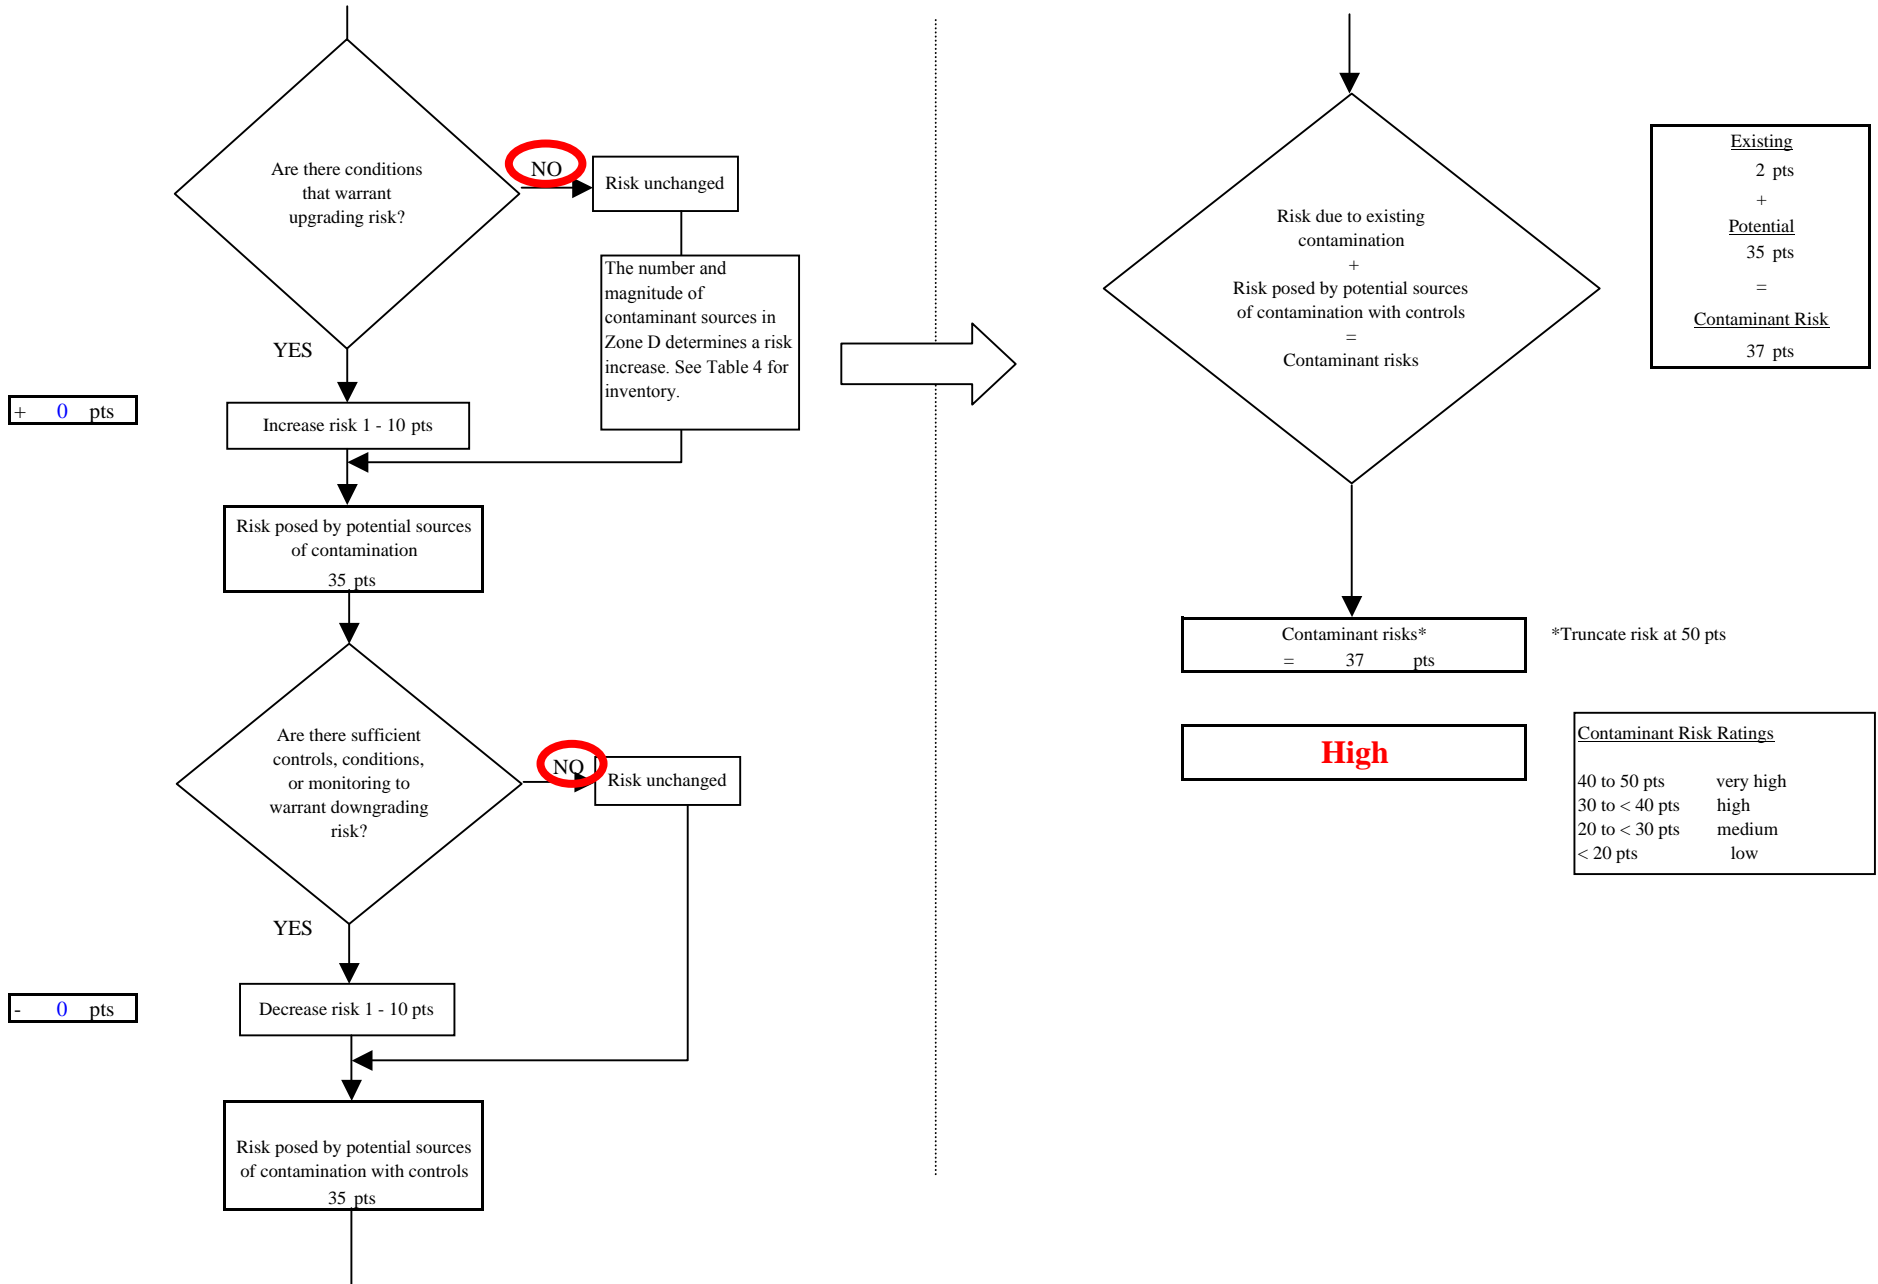 Are there conditions
that warrant
upgrading risk?
NO
Risk unchanged
The number and
magnitude of
contaminant sources in
Zone D determines a risk
increase. See Table 4 for
inventory.
YES
+ 0 pts
Increase risk 1 - 10 pts
Risk posed by potential sources
of contamination
35 pts
Are there sufficient
controls, conditions,
or monitoring to
warrant downgrading
risk?
NO
Risk unchanged
YES
- 0 pts
Decrease risk 1 - 10 pts
Risk posed by potential sources
of contamination with controls
35 pts
Risk due to existing
contamination
+
Risk posed by potential sources
of contamination with controls
=
Contaminant risks
Existing
2 pts
+
Potential
35 pts
=
Contaminant Risk
37 pts
Contaminant risks*
= 37 pts
*Truncate risk at 50 pts
High
Contaminant Risk Ratings
40 to 50 pts very high
30 to < 40 pts high
20 to < 30 pts medium
< 20 pts low